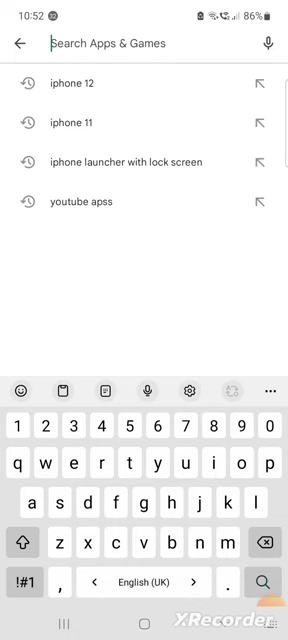 10:52 86%
Search Apps & Games
iphone 12
iphone 11
iphone launcher with lock screen
youtube apss
1 2 3 4 5 6 7 8 9 0
q w e r t y u i o p
a s d f g h j k l
z x c v b n m
!#1 , < English (UK) > .
XRecorder